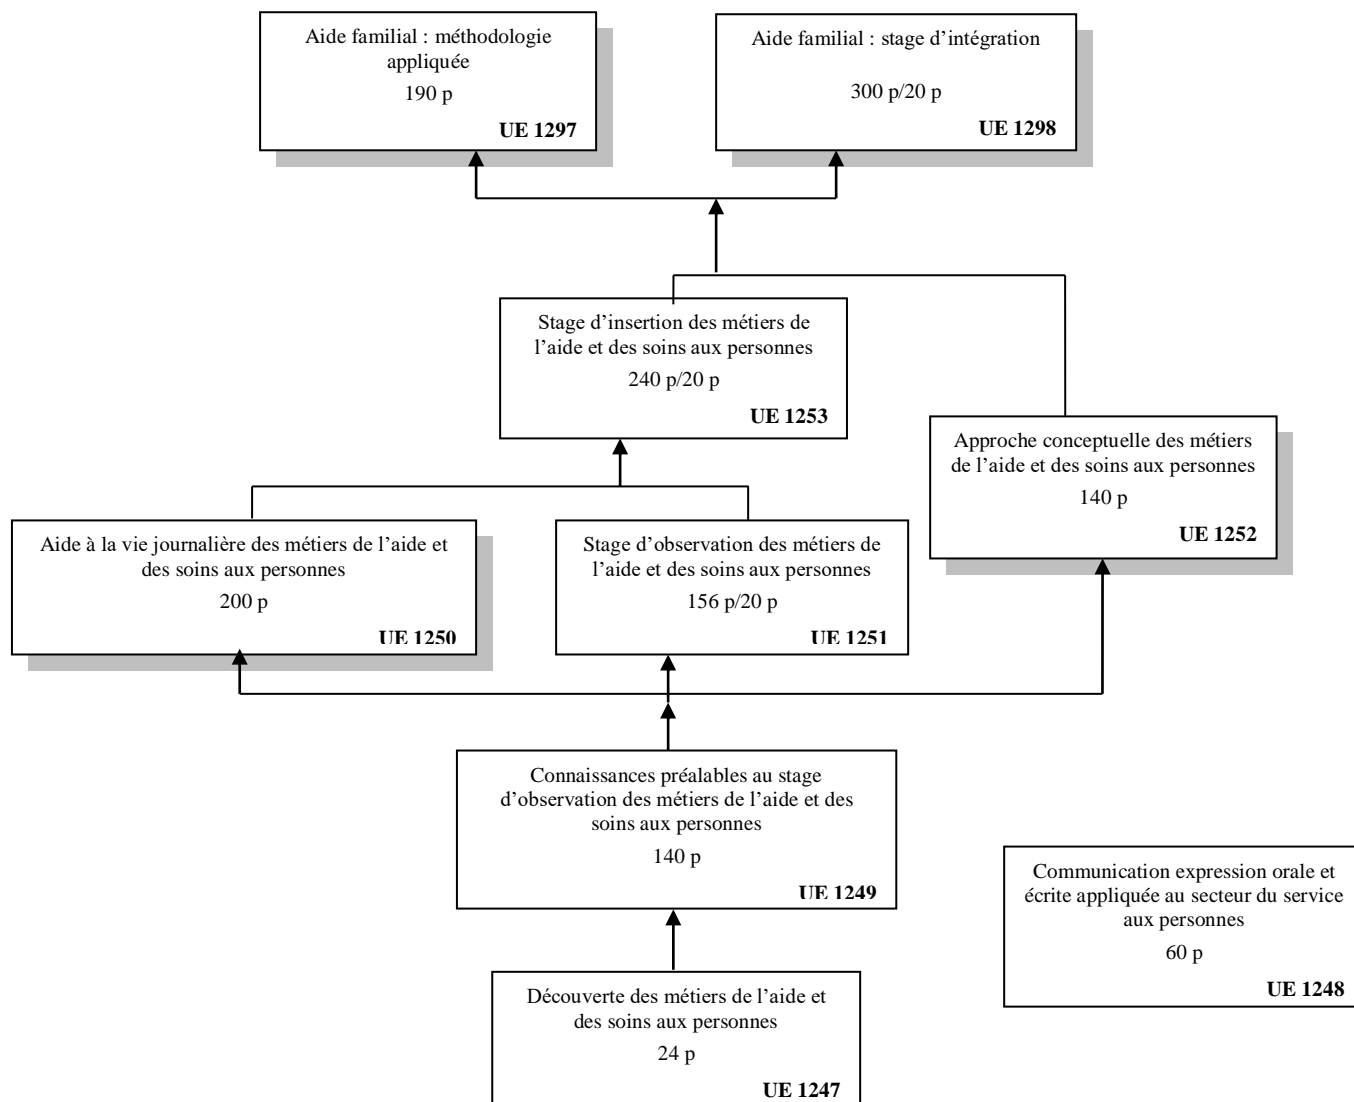 Aide familial : méthodologie
appliquée
190 p
UE 1297
Aide familial : stage d’intégration
300 p/20 p
UE 1298
Stage d’insertion des métiers de
l’aide et des soins aux personnes
240 p/20 p
UE 1253
Approche conceptuelle des métiers
de l’aide et des soins aux personnes
140 p
UE 1252
Aide à la vie journalière des métiers de l’aide et
des soins aux personnes
200 p
UE 1250
Stage d’observation des métiers de
l’aide et des soins aux personnes
156 p/20 p
UE 1251
Connaissances préalables au stage
d’observation des métiers de l’aide et des
soins aux personnes
140 p
UE 1249
Communication expression orale et
écrite appliquée au secteur du service
aux personnes
60 p
UE 1248
Découverte des métiers de l’aide et
des soins aux personnes
24 p
UE 1247